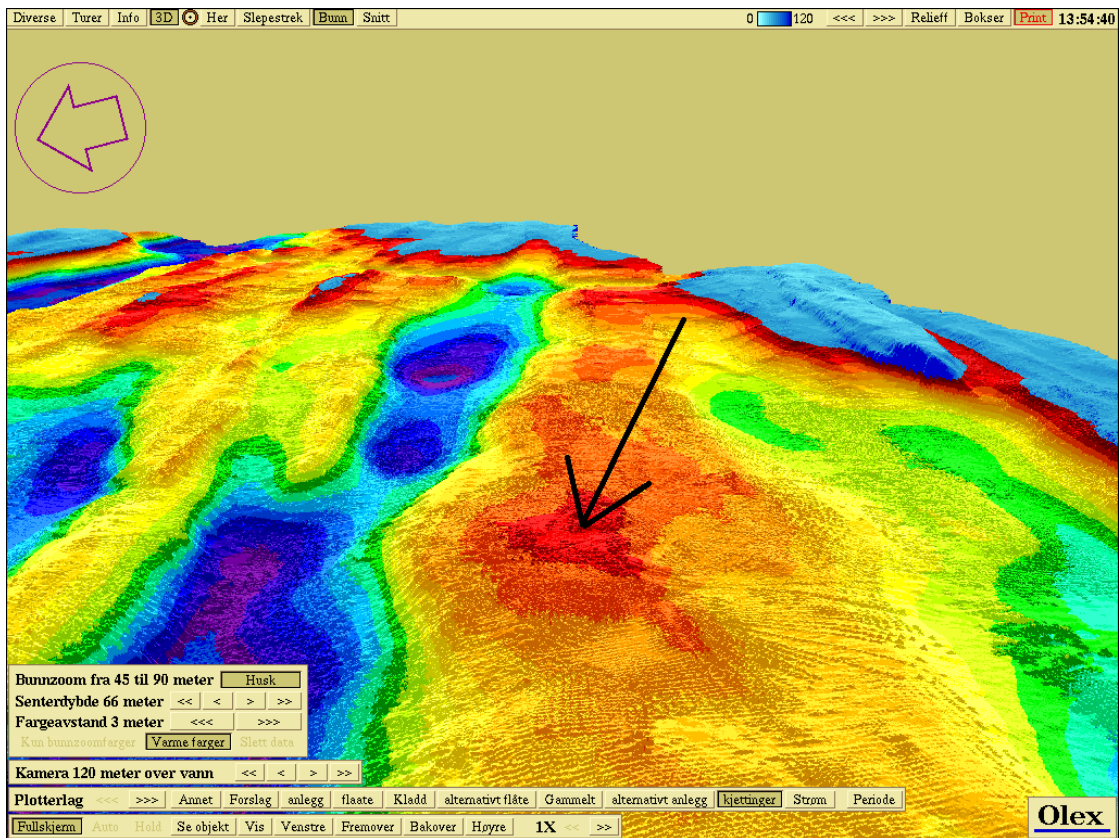 Diverse Turer Info 3D Her Slepestrek Bunn Snitt 0 120 <<< >>> Relieff Bokser Print 13:54:40
Bunnzoom fra 45 til 90 meter Husk
Senterdybde 66 meter << < > >>
Fargeavstand 3 meter <<< >>>
Kun bunnzoomfarger Varme farger Slett data
Kamera 120 meter over vann << < > >>
Plotterlag <<< >>> Annet Forslag anlegg flaate Kladd alternativt flåte Gammelt alternativt anlegg kjettinger Strøm Periode
Fullskjerm Auto Hold Se objekt Vis Venstre Fremover Bakover Høyre 1X << >>
Olex